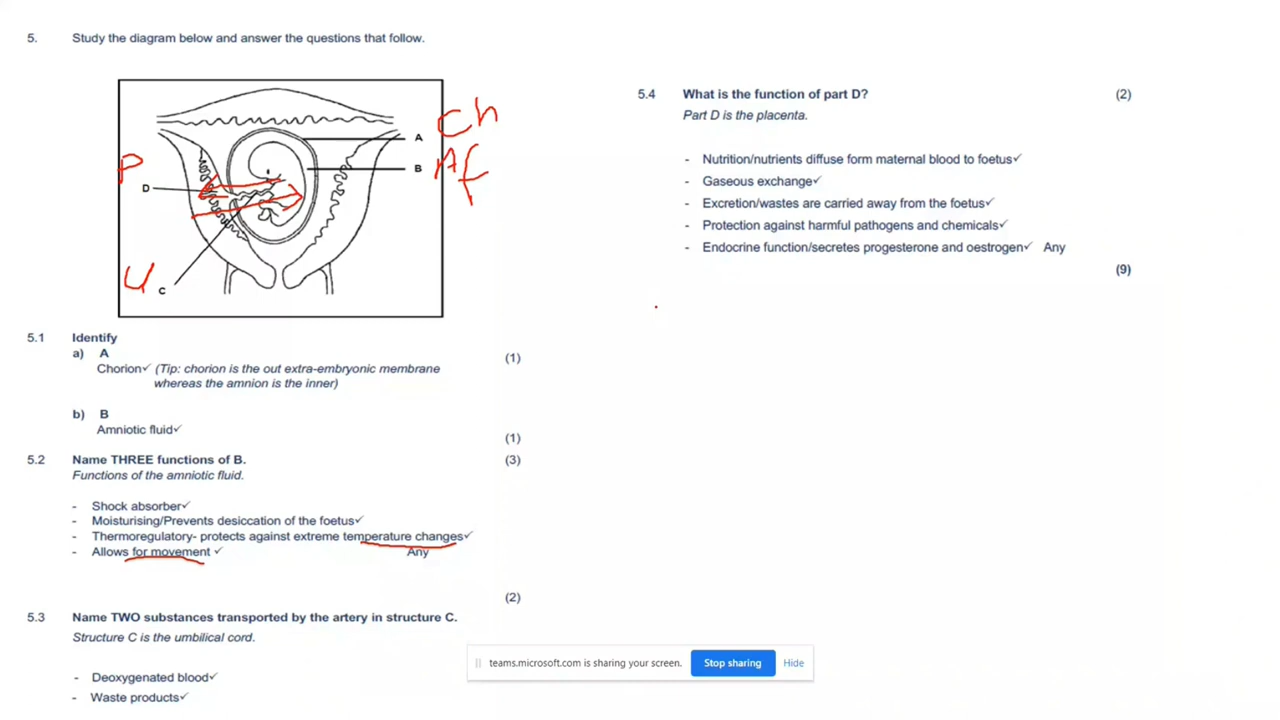 5. Study the diagram below and answer the questions that follow.
A Ch
B Af
P
D
U
C
5.1 Identify
a) A
(1)
Chorion✓ (Tip: chorion is the out extra-embryonic membrane
whereas the amnion is the inner)
b) B
Amniotic fluid✓
(1)
5.2 Name THREE functions of B. (3)
Functions of the amniotic fluid.
- Shock absorber✓
- Moisturising/Prevents desiccation of the foetus✓
- Thermoregulatory- protects against extreme temperature changes✓
- Allows for movement ✓ Any
(2)
5.3 Name TWO substances transported by the artery in structure C.
Structure C is the umbilical cord.
- Deoxygenated blood✓
- Waste products✓
5.4 What is the function of part D? (2)
Part D is the placenta.
- Nutrition/nutrients diffuse form maternal blood to foetus✓
- Gaseous exchange✓
- Excretion/wastes are carried away from the foetus✓
- Protection against harmful pathogens and chemicals✓
- Endocrine function/secretes progesterone and oestrogen✓ Any
(9)
teams.microsoft.com is sharing your screen. Stop sharing Hide